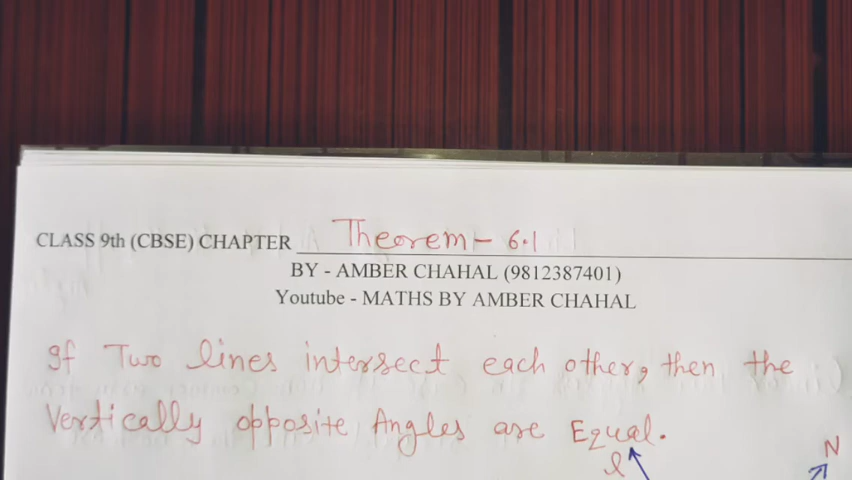 CLASS 9th (CBSE) CHAPTER Theorem - 6.1
BY - AMBER CHAHAL (9812387401)
Youtube - MATHS BY AMBER CHAHAL
If Two lines intersect each other, then the
Vertically opposite Angles are Equal.
l N